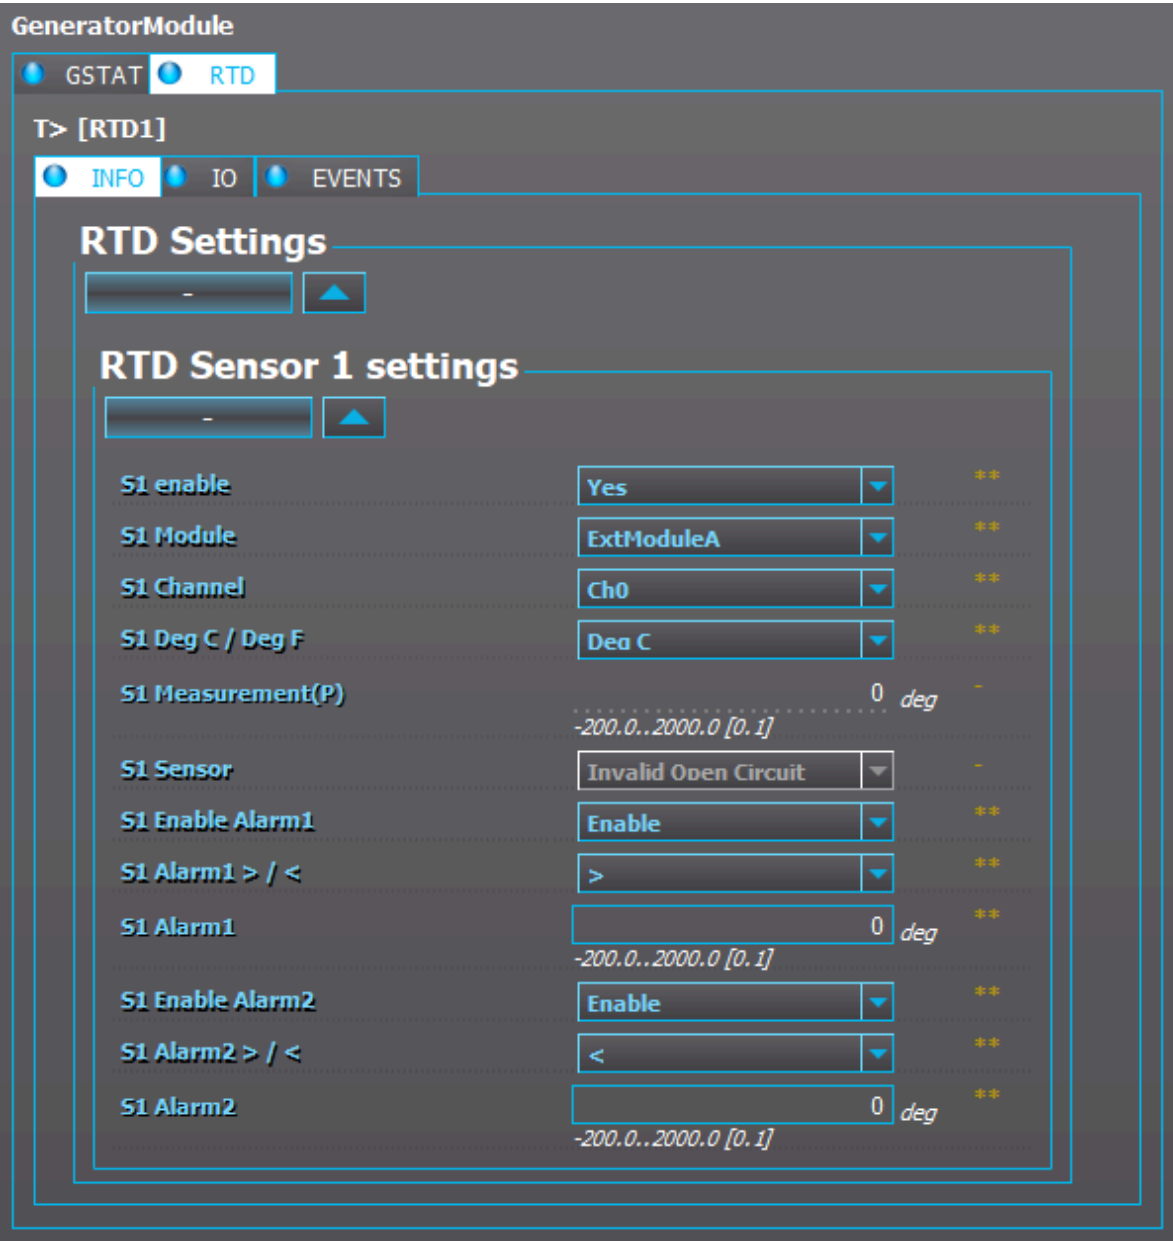 GeneratorModule
GSTAT RTD
T> [RTD1]
INFO IO EVENTS
RTD Settings
-
RTD Sensor 1 settings
-
S1 enable Yes **
S1 Module ExtModuleA **
S1 Channel Ch0 **
S1 Deg C / Deg F Deg C **
S1 Measurement(P) 0 deg -
-200.0..2000.0 [0.1]
S1 Sensor Invalid Open Circuit -
S1 Enable Alarm1 Enable **
S1 Alarm1 > / < > **
S1 Alarm1 0 deg **
-200.0..2000.0 [0.1]
S1 Enable Alarm2 Enable **
S1 Alarm2 > / < < **
S1 Alarm2 0 deg **
-200.0..2000.0 [0.1]